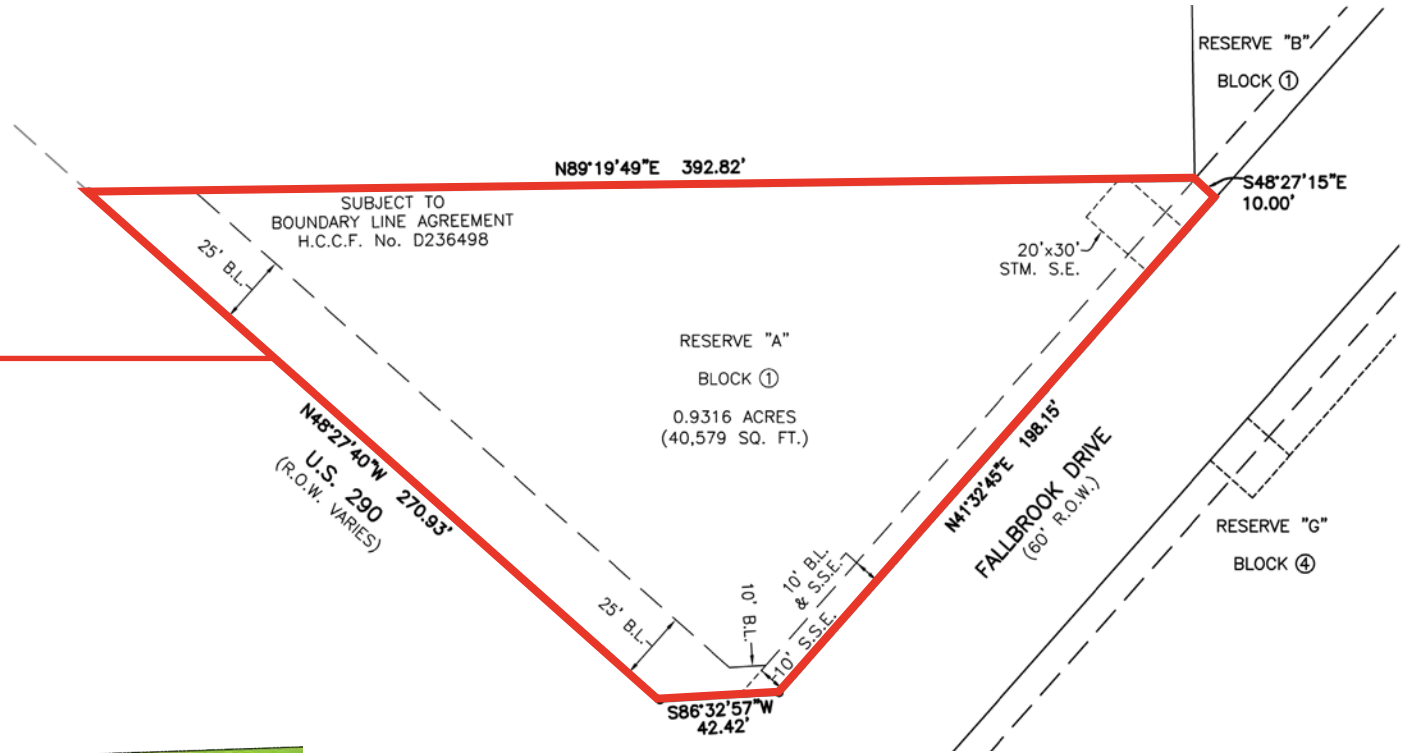 RESERVE "B"
BLOCK ①
N89°19'49"E 392.82'
S48°27'15"E
10.00'
SUBJECT TO
BOUNDARY LINE AGREEMENT
H.C.C.F. No. D236498
25' B.L.
20'x30'
STM. S.E.
RESERVE "A"
BLOCK ①
0.9316 ACRES
(40,579 SQ. FT.)
N48°27'40"W 270.93'
U.S. 290
(R.O.W. VARIES)
N41°32'45"E 198.15'
FALLBROOK DRIVE
(60' R.O.W.)
RESERVE "G"
BLOCK ④
10' B.L.
& S.S.E.
10' B.L.
25' B.L.
10' S.S.E.
S86°32'57"W
42.42'